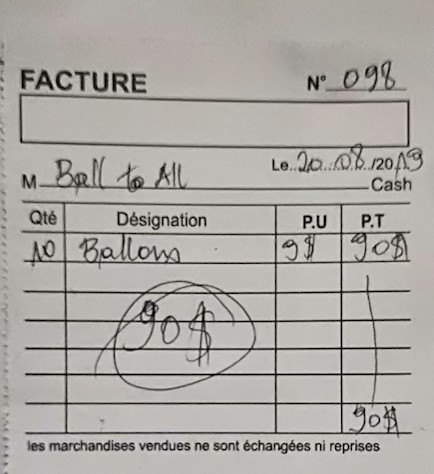 FACTURE N° 098
Le..20...08../2019
M Ball to All Cash
Qté Désignation P.U P.T
10 Ballons 9$ 90$
90$
90$
les marchandises vendues ne sont échangées ni reprises